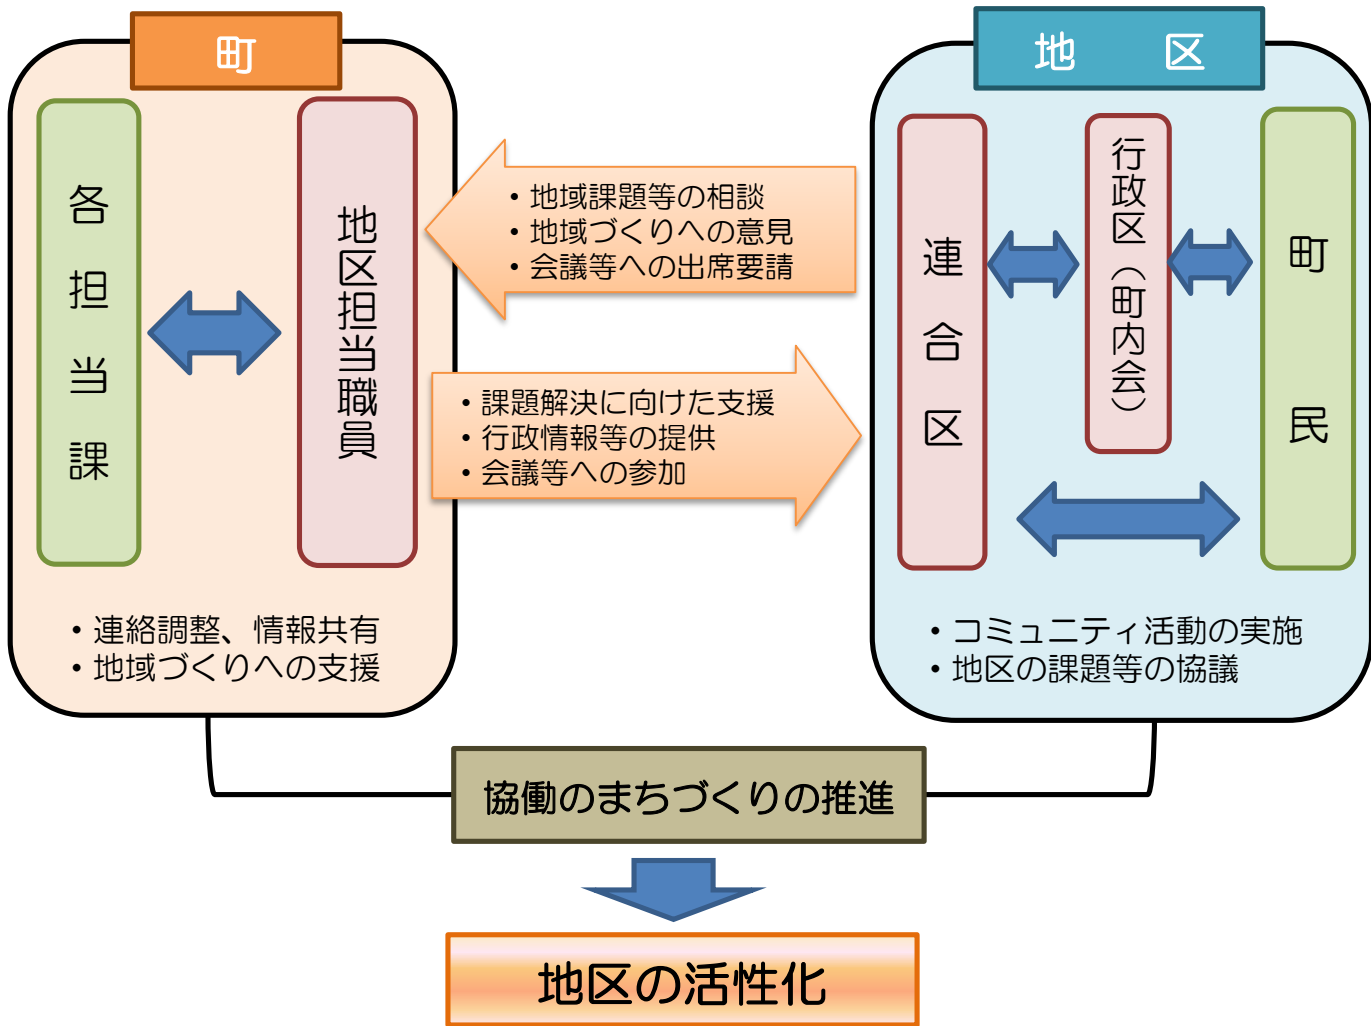 町
各担当課
地区担当職員
・連絡調整、情報共有
・地域づくりへの支援
・地域課題等の相談
・地域づくりへの意見
・会議等への出席要請
・課題解決に向けた支援
・行政情報等の提供
・会議等への参加
地　区
連合区
行政区（町内会）
町民
・コミュニティ活動の実施
・地区の課題等の協議
協働のまちづくりの推進
地区の活性化